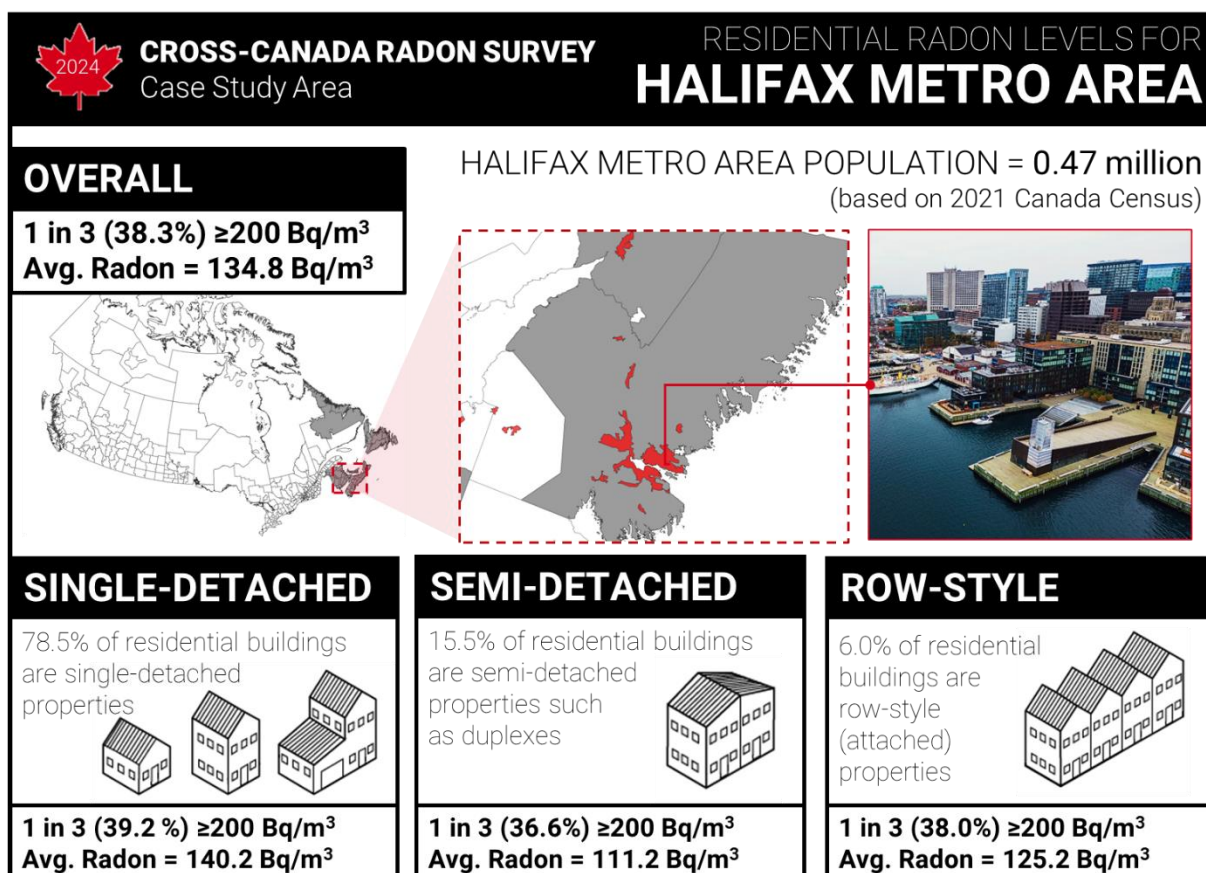 2024
CROSS-CANADA RADON SURVEY
Case Study Area
RESIDENTIAL RADON LEVELS FOR
HALIFAX METRO AREA
OVERALL
1 in 3 (38.3%) ≥200 Bq/m³
Avg. Radon = 134.8 Bq/m³
HALIFAX METRO AREA POPULATION = 0.47 million
(based on 2021 Canada Census)
SINGLE-DETACHED
78.5% of residential buildings
are single-detached
properties
1 in 3 (39.2 %) ≥200 Bq/m³
Avg. Radon = 140.2 Bq/m³
SEMI-DETACHED
15.5% of residential buildings
are semi-detached
properties such
as duplexes
1 in 3 (36.6%) ≥200 Bq/m³
Avg. Radon = 111.2 Bq/m³
ROW-STYLE
6.0% of residential
buildings are
row-style
(attached)
properties
1 in 3 (38.0%) ≥200 Bq/m³
Avg. Radon = 125.2 Bq/m³